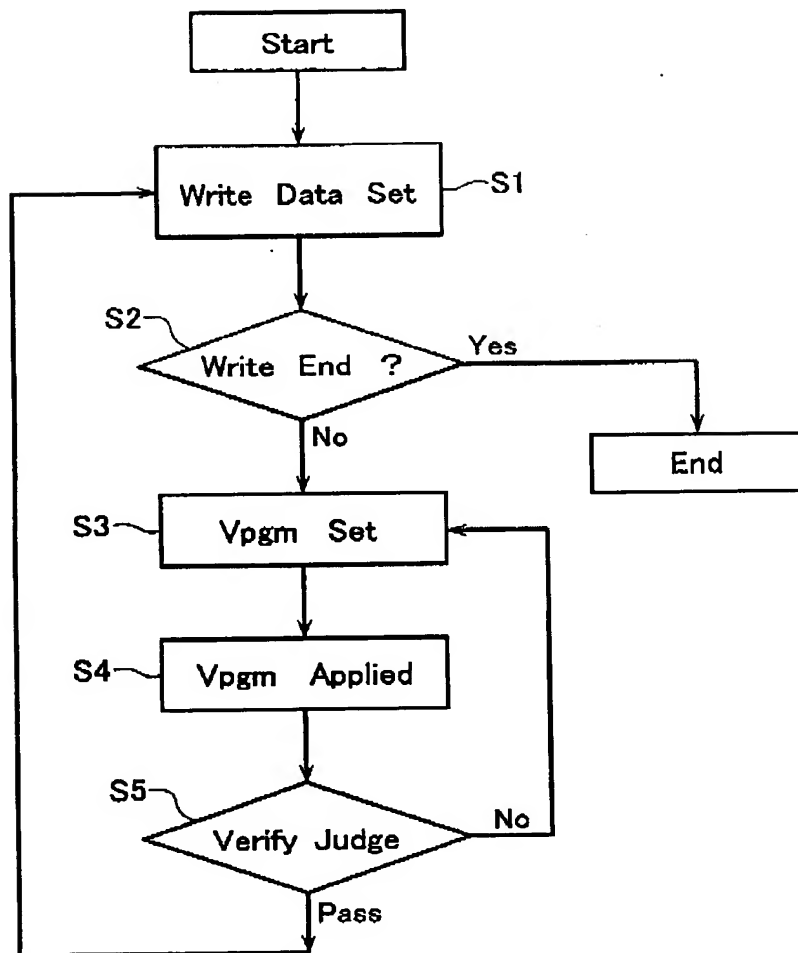 Start
Write Data Set
S1
S2
Write End ?
Yes
No
End
S3
Vpgm Set
S4
Vpgm Applied
S5
Verify Judge
No
Pass